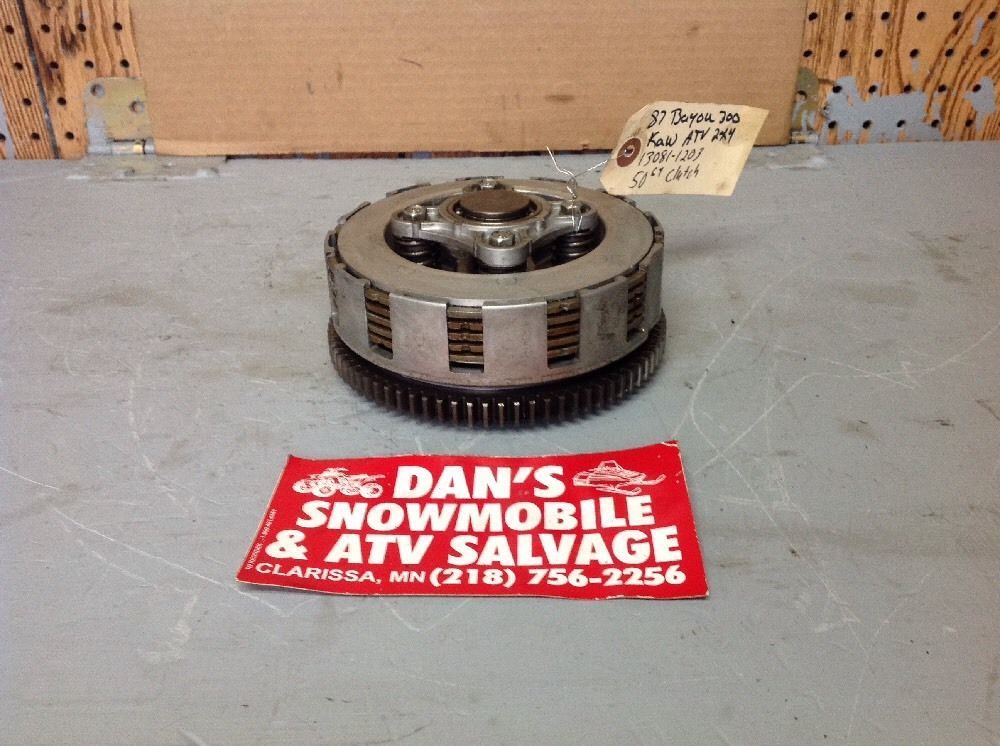 87 Bayou 300
Kaw ATV 2x4
13081-1203
50 Clutch
DAN'S
SNOWMOBILE
& ATV SALVAGE
CLARISSA, MN (218) 756-2256